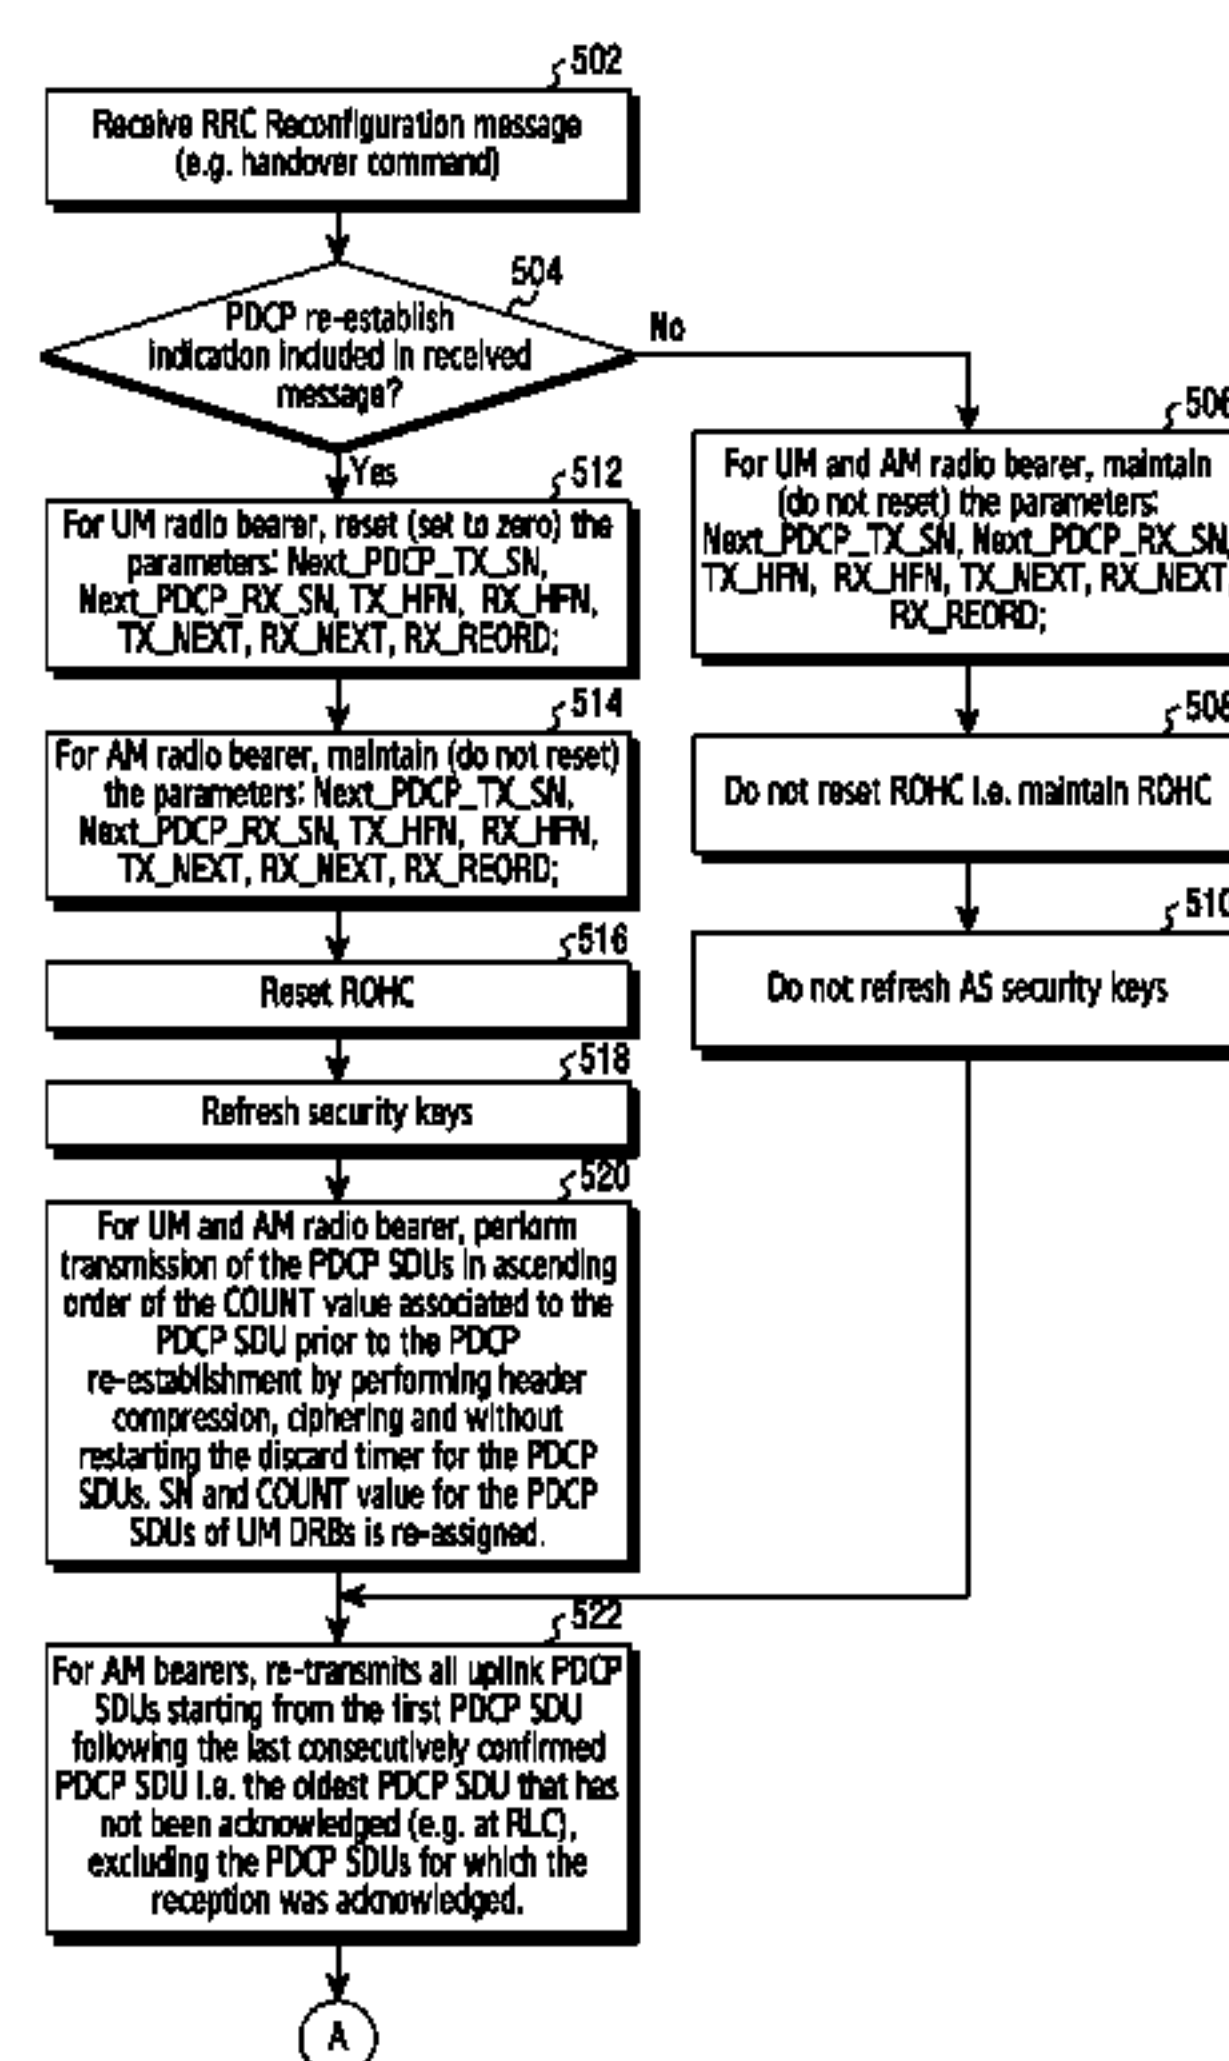 502
Receive RRC Reconfiguration message
(e.g. handover command)
504
PDCP re-establish
indication included in received
message?
No
Yes
506
For UM and AM radio bearer, maintain
(do not reset) the parameters:
Next_PDCP_TX_SN, Next_PDCP_RX_SN,
TX_HFN, RX_HFN, TX_NEXT, RX_NEXT,
RX_REORD;
508
Do not reset ROHC i.e. maintain ROHC
510
Do not refresh AS security keys
512
For UM radio bearer, reset (set to zero) the
parameters: Next_PDCP_TX_SN,
Next_PDCP_RX_SN, TX_HFN, RX_HFN,
TX_NEXT, RX_NEXT, RX_REORD;
514
For AM radio bearer, maintain (do not reset)
the parameters: Next_PDCP_TX_SN,
Next_PDCP_RX_SN, TX_HFN, RX_HFN,
TX_NEXT, RX_NEXT, RX_REORD;
516
Reset ROHC
518
Refresh security keys
520
For UM and AM radio bearer, perform
transmission of the PDCP SDUs in ascending
order of the COUNT value associated to the
PDCP SDU prior to the PDCP
re-establishment by performing header
compression, ciphering and without
restarting the discard timer for the PDCP
SDUs. SN and COUNT value for the PDCP
SDUs of UM DRBs is re-assigned.
522
For AM bearers, re-transmits all uplink PDCP
SDUs starting from the first PDCP SDU
following the last consecutively confirmed
PDCP SDU i.e. the oldest PDCP SDU that has
not been acknowledged (e.g. at RLC),
excluding the PDCP SDUs for which the
reception was acknowledged.
A